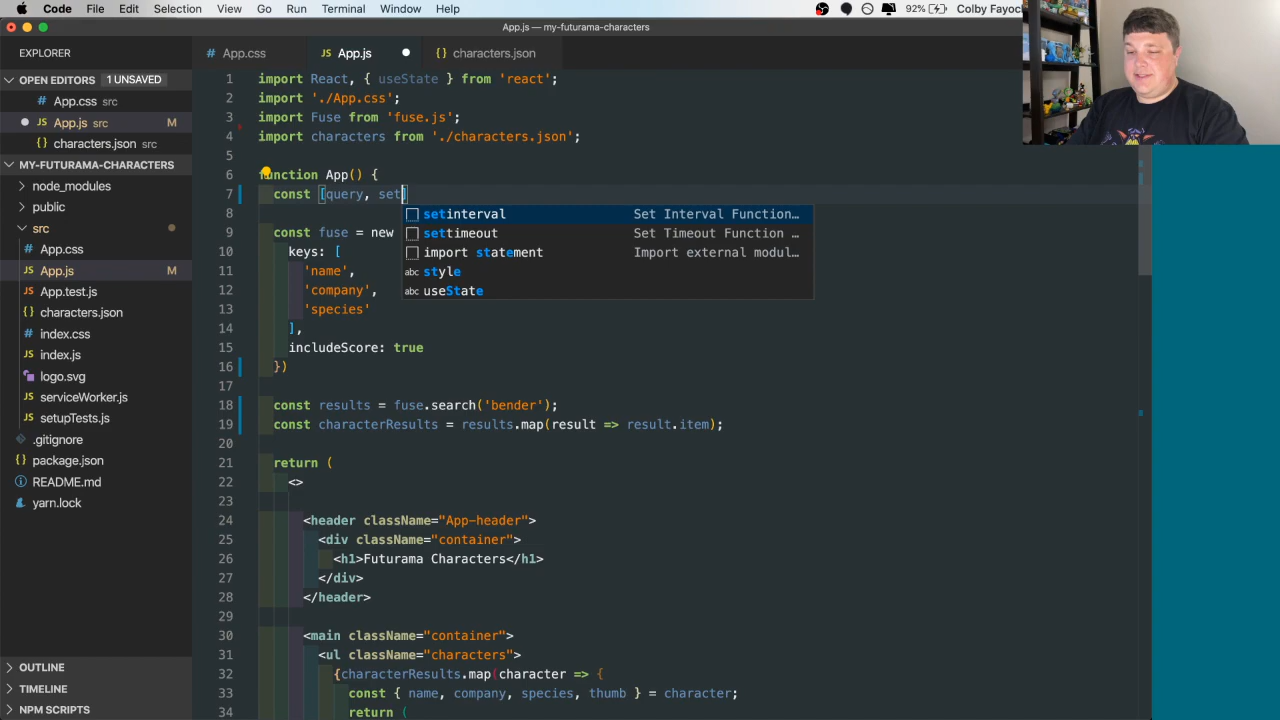 Code File Edit Selection View Go Run Terminal Window Help 92% Colby Fayoc
App.js — my-futurama-characters
EXPLORER
App.css App.js characters.json
OPEN EDITORS 1 UNSAVED
App.css src
App.js src M
characters.json src
MY-FUTURAMA-CHARACTERS
node_modules
public
src
App.css
App.js M
App.test.js
characters.json
index.css
index.js
logo.svg
serviceWorker.js
setupTests.js
.gitignore
package.json
README.md
yarn.lock
OUTLINE
TIMELINE
NPM SCRIPTS
1 import React, { useState } from 'react';
2 import './App.css';
3 import Fuse from 'fuse.js';
4 import characters from './characters.json';
5
6 function App() {
7 const [query, set]
8
setinterval Set Interval Function…
settimeout Set Timeout Function …
import statement Import external modul…
abc style
abc useState
9 const fuse = new
10 keys: [
11 'name',
12 'company',
13 'species'
14 ],
15 includeScore: true
16 })
17
18 const results = fuse.search('bender');
19 const characterResults = results.map(result => result.item);
20
21 return (
22 <>
23
24 <header className="App-header">
25 <div className="container">
26 <h1>Futurama Characters</h1>
27 </div>
28 </header>
29
30 <main className="container">
31 <ul className="characters">
32 {characterResults.map(character => {
33 const { name, company, species, thumb } = character;
34 return (